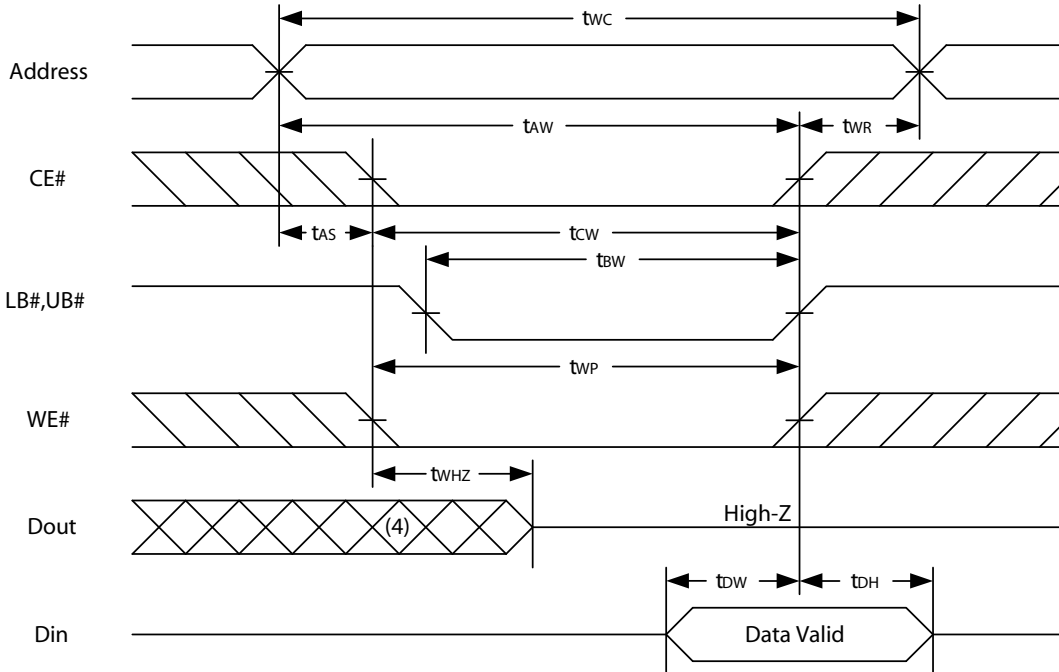 tWC
Address
tAW
tWR
CE#
tAS
tCW
tBW
LB#,UB#
tWP
WE#
tWHZ
Dout
(4)
High-Z
tDW
tDH
Din
Data Valid